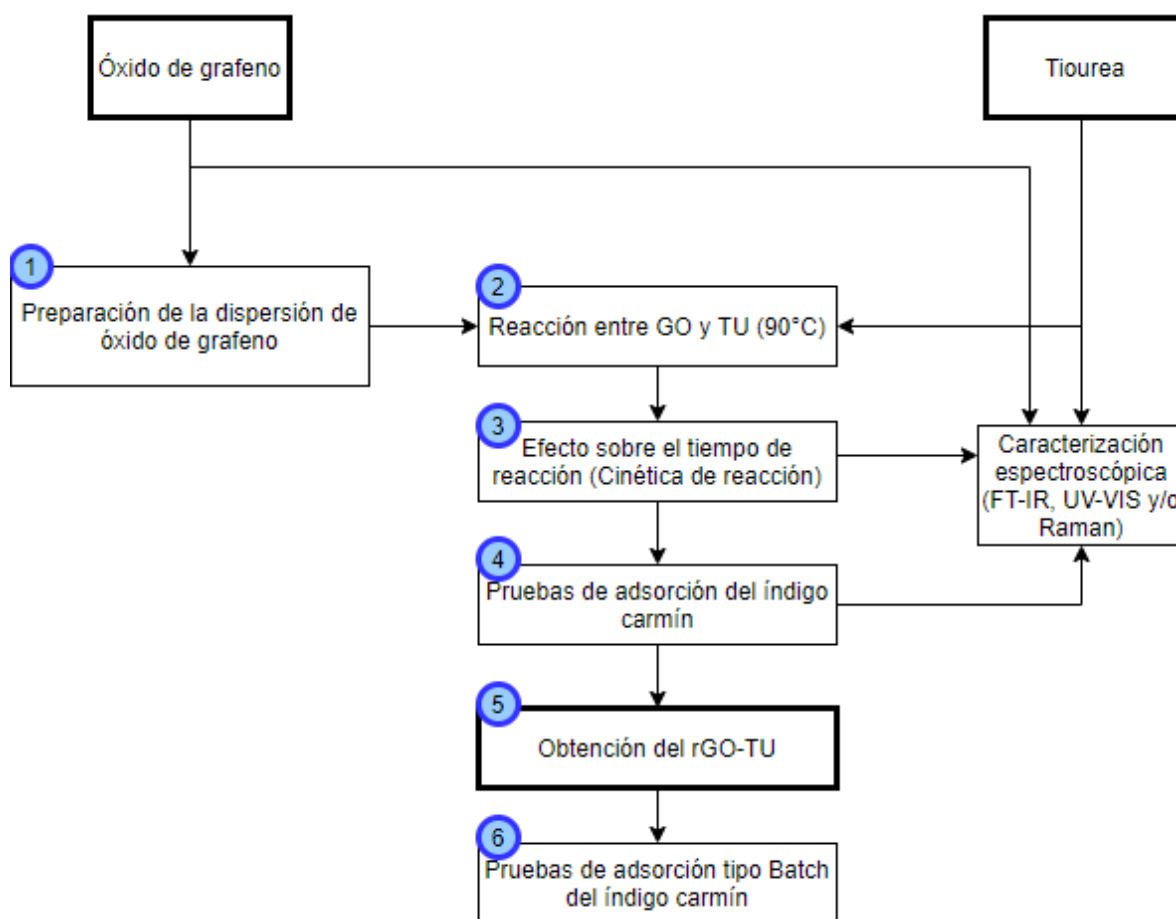 Óxido de grafeno
Tiourea
1
Preparación de la dispersión de
óxido de grafeno
2
Reacción entre GO y TU (90°C)
3
Efecto sobre el tiempo de
reacción (Cinética de reacción)
Caracterización
espectroscópica
(FT-IR, UV-VIS y/o
Raman)
4
Pruebas de adsorción del índigo
carmín
5
Obtención del rGO-TU
6
Pruebas de adsorción tipo Batch
del índigo carmín